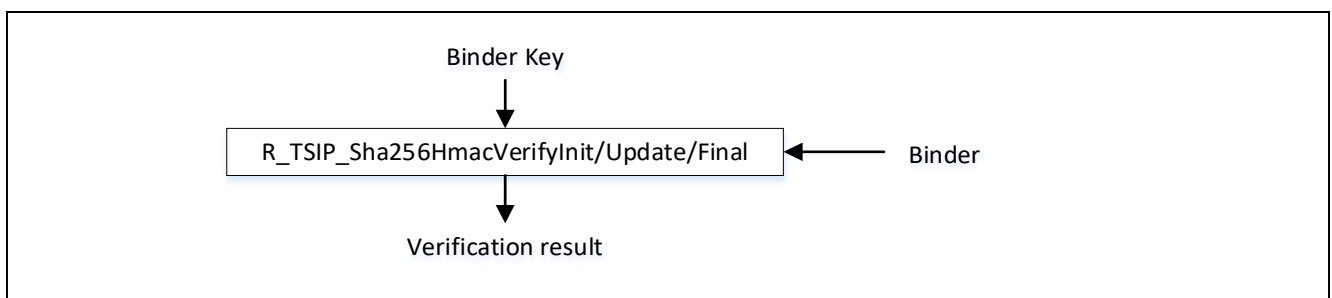 Binder Key
R_TSIP_Sha256HmacVerifyInit/Update/Final
Binder
Verification result